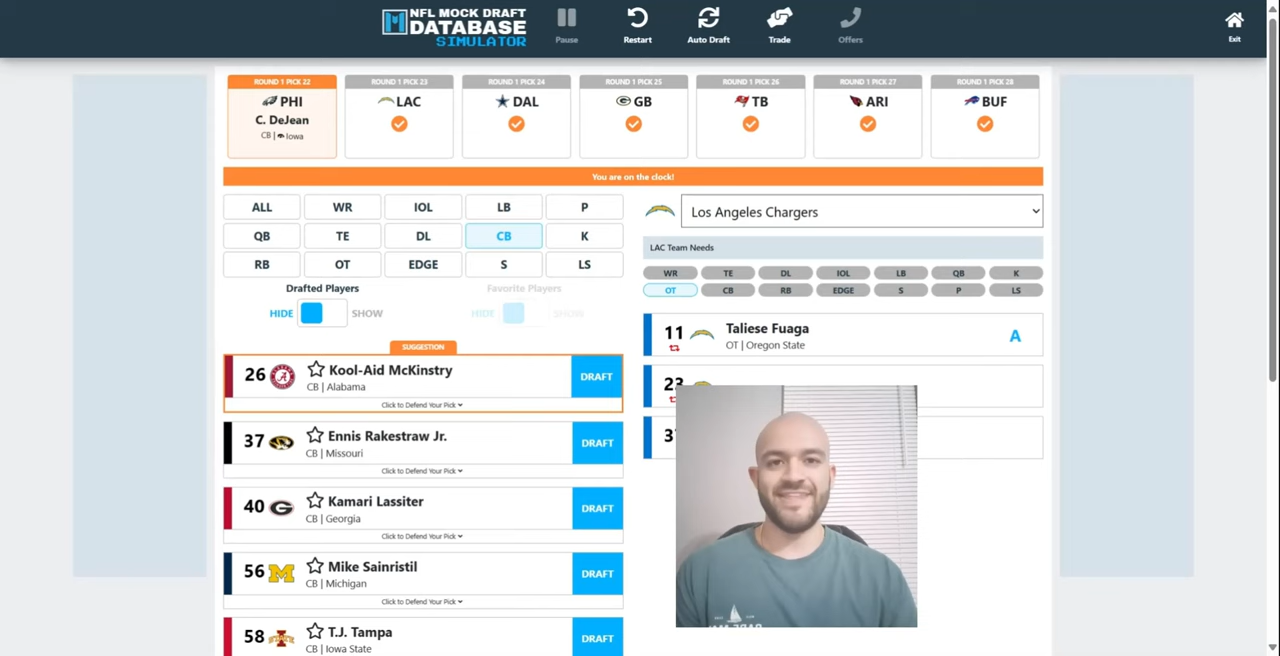 NFL MOCK DRAFT
DATABASE
SIMULATOR
Pause
Restart
Auto Draft
Trade
Offers
Exit
ROUND 1 PICK 22
PHI
C. DeJean
CB | Iowa
ROUND 1 PICK 23
LAC
ROUND 1 PICK 24
DAL
ROUND 1 PICK 25
GB
ROUND 1 PICK 26
TB
ROUND 1 PICK 27
ARI
ROUND 1 PICK 28
BUF
You are on the clock!
ALL WR IOL LB P
QB TE DL CB K
RB OT EDGE S LS
Drafted Players
HIDE SHOW
Favorite Players
HIDE SHOW
SUGGESTION
26 Kool-Aid McKinstry
CB | Alabama
DRAFT
Click to Defend Your Pick
37 Ennis Rakestraw Jr.
CB | Missouri
DRAFT
Click to Defend Your Pick
40 Kamari Lassiter
CB | Georgia
DRAFT
Click to Defend Your Pick
56 Mike Sainristil
CB | Michigan
DRAFT
Click to Defend Your Pick
58 T.J. Tampa
CB | Iowa State
DRAFT
Los Angeles Chargers
LAC Team Needs
WR TE DL IOL LB QB K
OT CB RB EDGE S P LS
11 Taliese Fuaga
OT | Oregon State
A
23